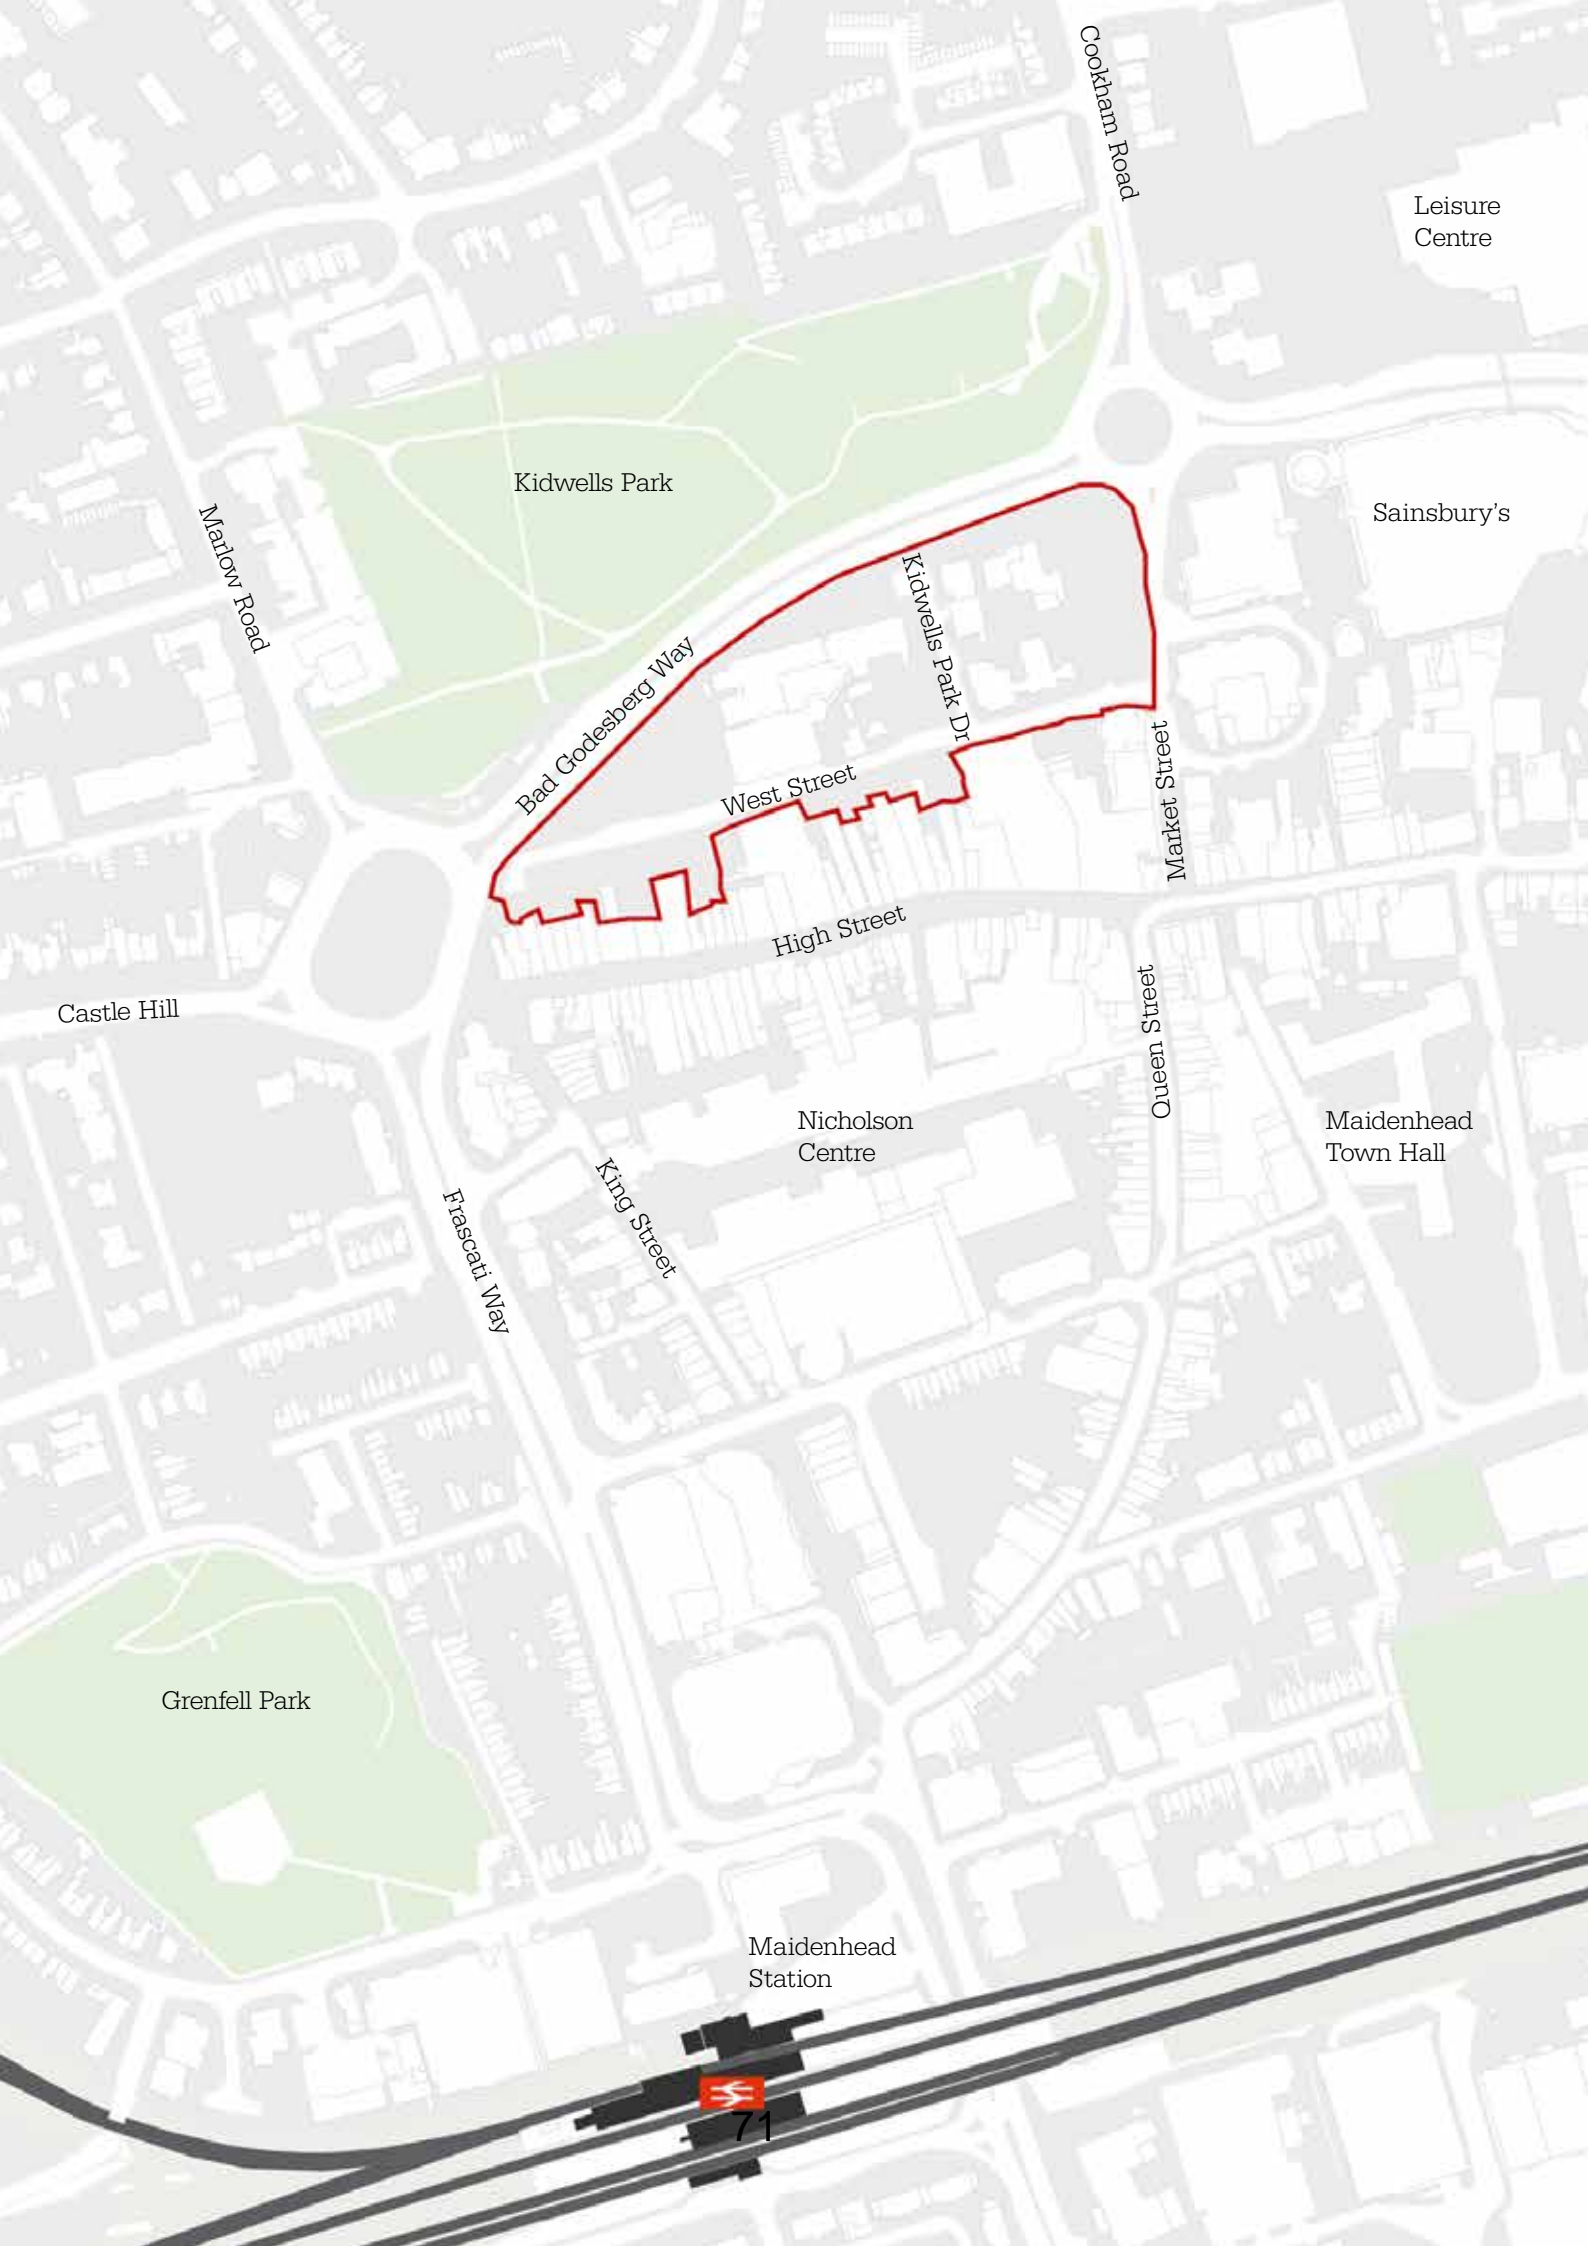 Cookham Road
Leisure
Centre
Kidwells Park
Sainsbury's
Marlow Road
Kidwells Park Dr
Bad Godesberg Way
West Street
Market Street
High Street
Castle Hill
Queen Street
Nicholson
Centre
Maidenhead
Town Hall
King Street
Frascati Way
Grenfell Park
Maidenhead
Station
71